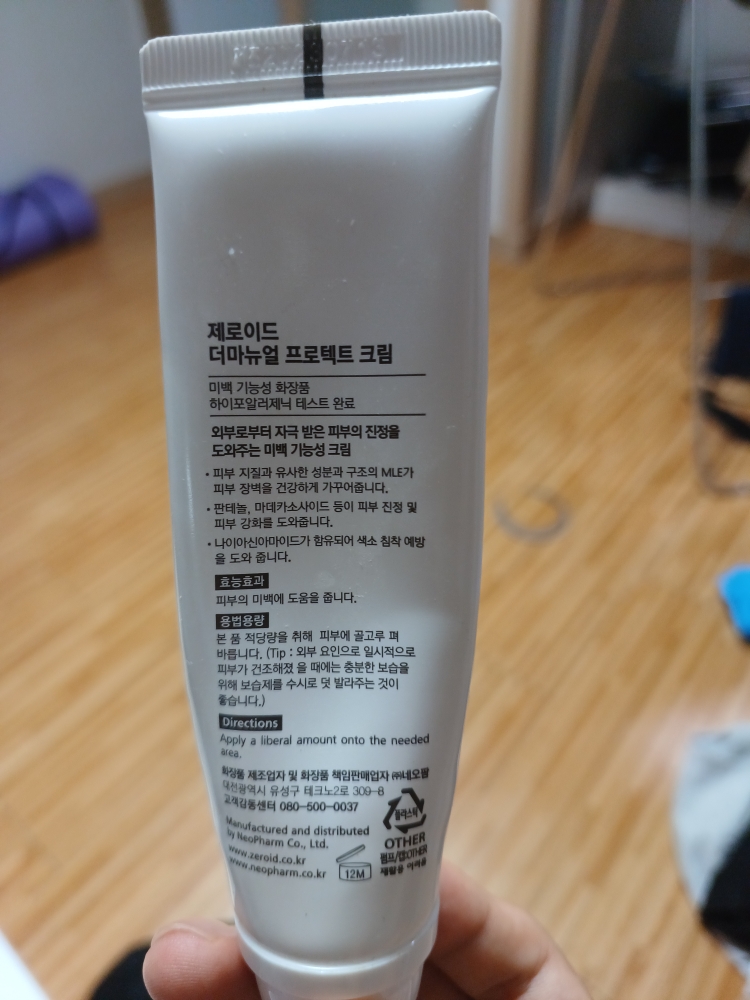 제로이드
더마뉴얼 프로텍트 크림
미백 기능성 화장품
하이포알러제닉 테스트 완료
외부로부터 자극 받은 피부의 진정을
도와주는 미백 기능성 크림
• 피부 지질과 유사한 성분과 구조의 MLE가
피부 장벽을 건강하게 가꾸어줍니다.
• 판테놀, 마데카소사이드 등이 피부 진정 및
피부 강화를 도와줍니다.
• 나이아신아마이드가 함유되어 색소 침착 예방
을 도와 줍니다.
효능효과
피부의 미백에 도움을 줍니다.
용법용량
본 품 적당량을 취해 피부에 골고루 펴
바릅니다. (Tip : 외부 요인으로 일시적으로
피부가 건조해졌 을 때에는 충분한 보습을
위해 보습제를 수시로 덧 발라주는 것이
좋습니다.)
Directions
Apply a liberal amount onto the needed
area.
화장품 제조업자 및 화장품 책임판매업자 ㈜네오팜
대전광역시 유성구 테크노2로 309-8
고객감동센터 080-500-0037
Manufactured and distributed
by NeoPharm Co., Ltd.
www.zeroid.co.kr
www.neopharm.co.kr
12M
플라스틱
OTHER
펌프/캡:OTHER
재활용 어려움